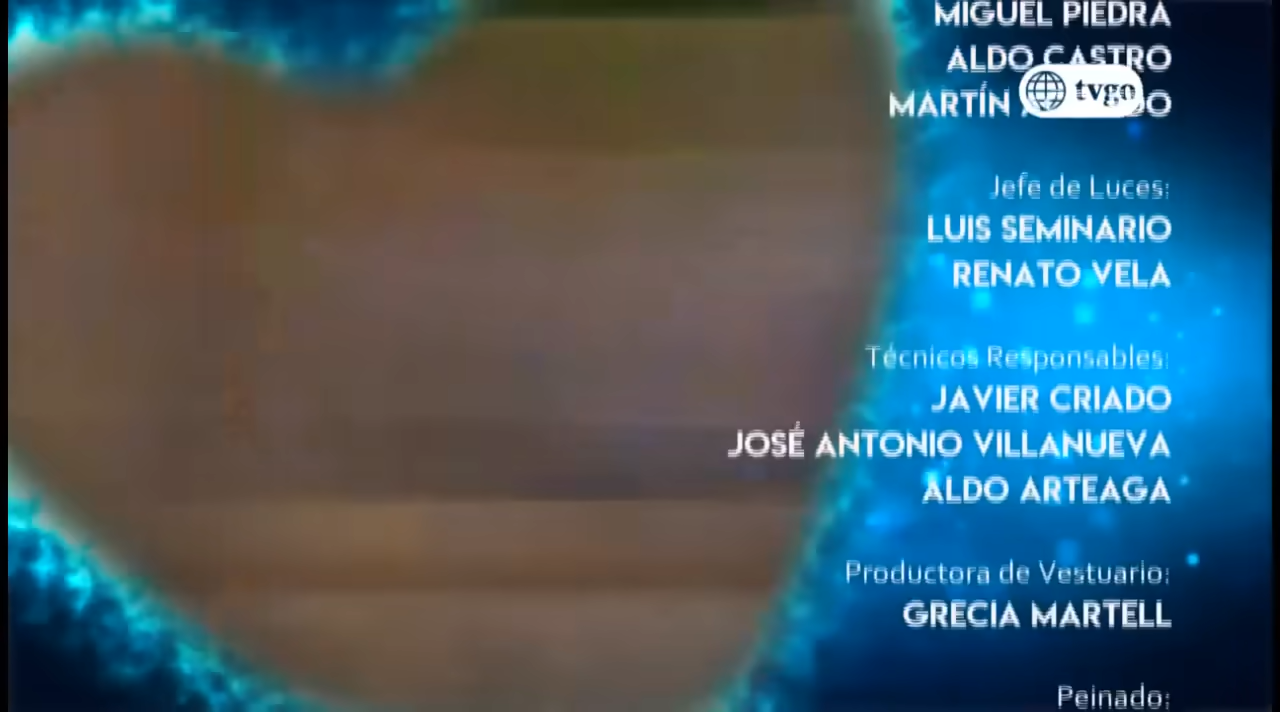 MIGUEL PIEDRA
ALDO CASTRO
tvgo
MARTÍN
Jefe de Luces:
LUIS SEMINARIO
RENATO VELA
Técnicos Responsables:
JAVIER CRIADO
JOSÉ ANTONIO VILLANUEVA
ALDO ARTEAGA
Productora de Vestuario:
GRECIA MARTELL
Peinado: